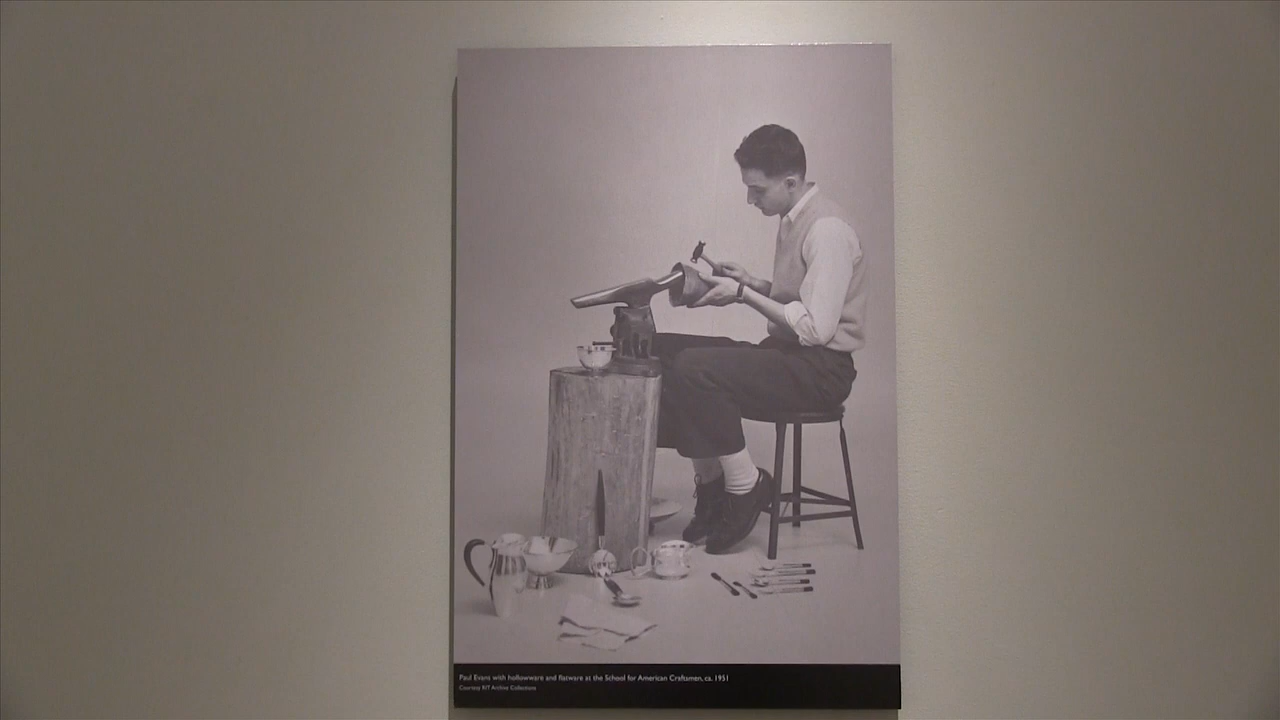 Paul Evans with hollowware and flatware at the School for American Craftsmen, ca. 1951
Courtesy RIT Archive Collections